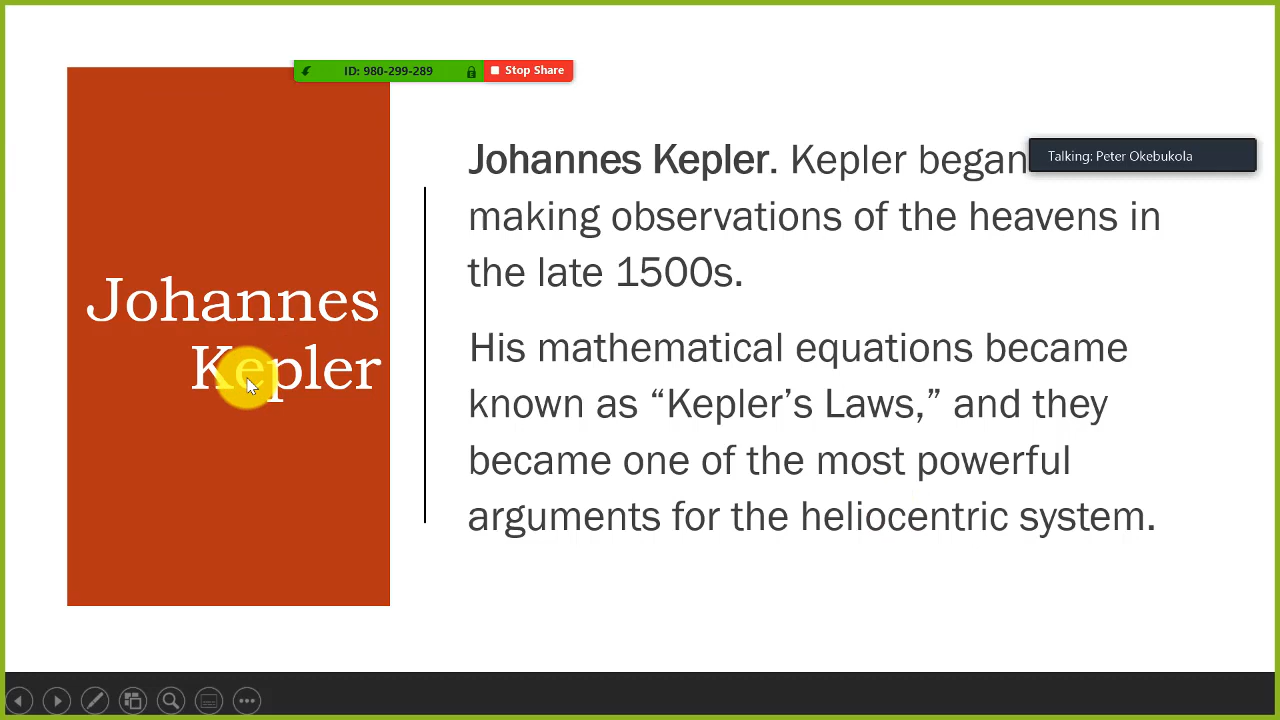 ID: 980-299-289
Stop Share
Johannes
Kepler
Talking: Peter Okebukola
Johannes Kepler. Kepler began
making observations of the heavens in
the late 1500s.
His mathematical equations became
known as “Kepler’s Laws,” and they
became one of the most powerful
arguments for the heliocentric system.